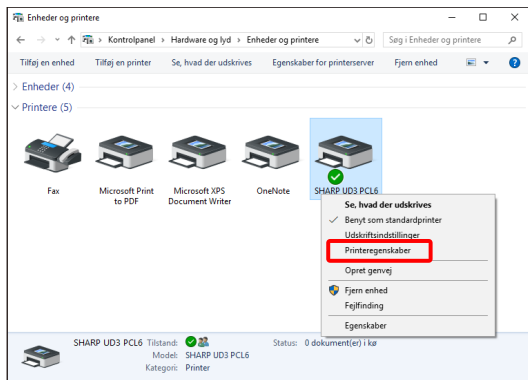 Enheder og printere
Kontrolpanel › Hardware og lyd › Enheder og printere
Søg i Enheder og printere
Tilføj en enhed Tilføj en printer Se, hvad der udskrives Egenskaber for printerserver Fjern enhed
Enheder (4)
Printere (5)
Fax
Microsoft Print
to PDF
Microsoft XPS
Document Writer
OneNote
SHARP UD3 PCL6
Se, hvad der udskrives
Benyt som standardprinter
Udskriftsindstillinger
Printeregenskaber
Opret genvej
Fjern enhed
Fejlfinding
Egenskaber
SHARP UD3 PCL6 Tilstand: Status: 0 dokument(er) i kø
Model: SHARP UD3 PCL6
Kategori: Printer